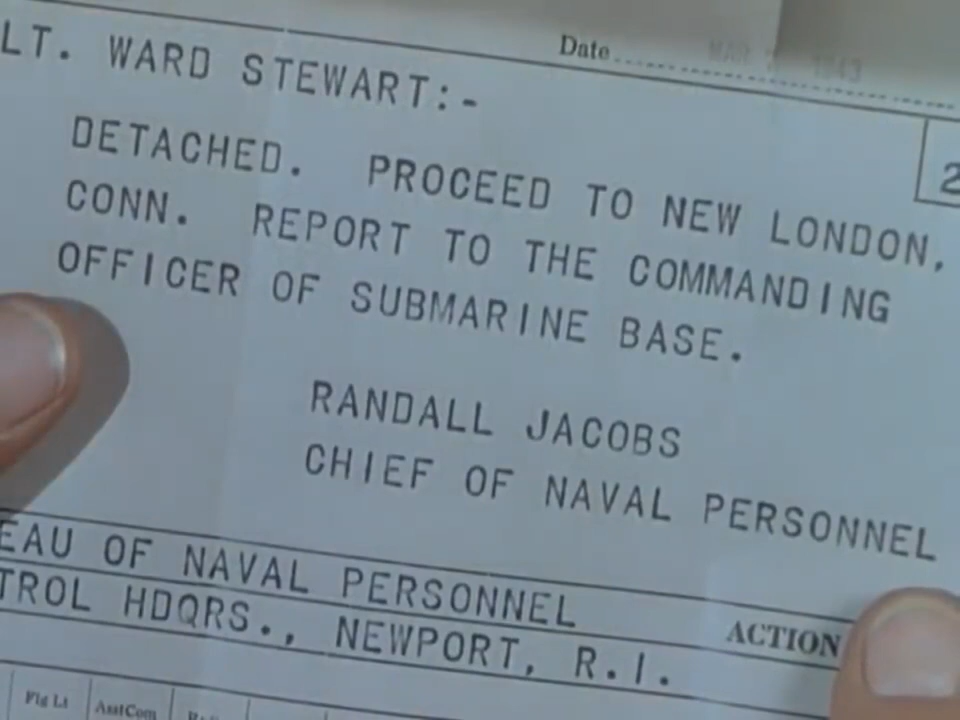 Date
LT. WARD STEWART:-
2
DETACHED. PROCEED TO NEW LONDON,
CONN. REPORT TO THE COMMANDING
OFFICER OF SUBMARINE BASE.
RANDALL JACOBS
CHIEF OF NAVAL PERSONNEL
EAU OF NAVAL PERSONNEL
TROL HDQRS., NEWPORT, R.I.
ACTION
Flg Lt AsstCom